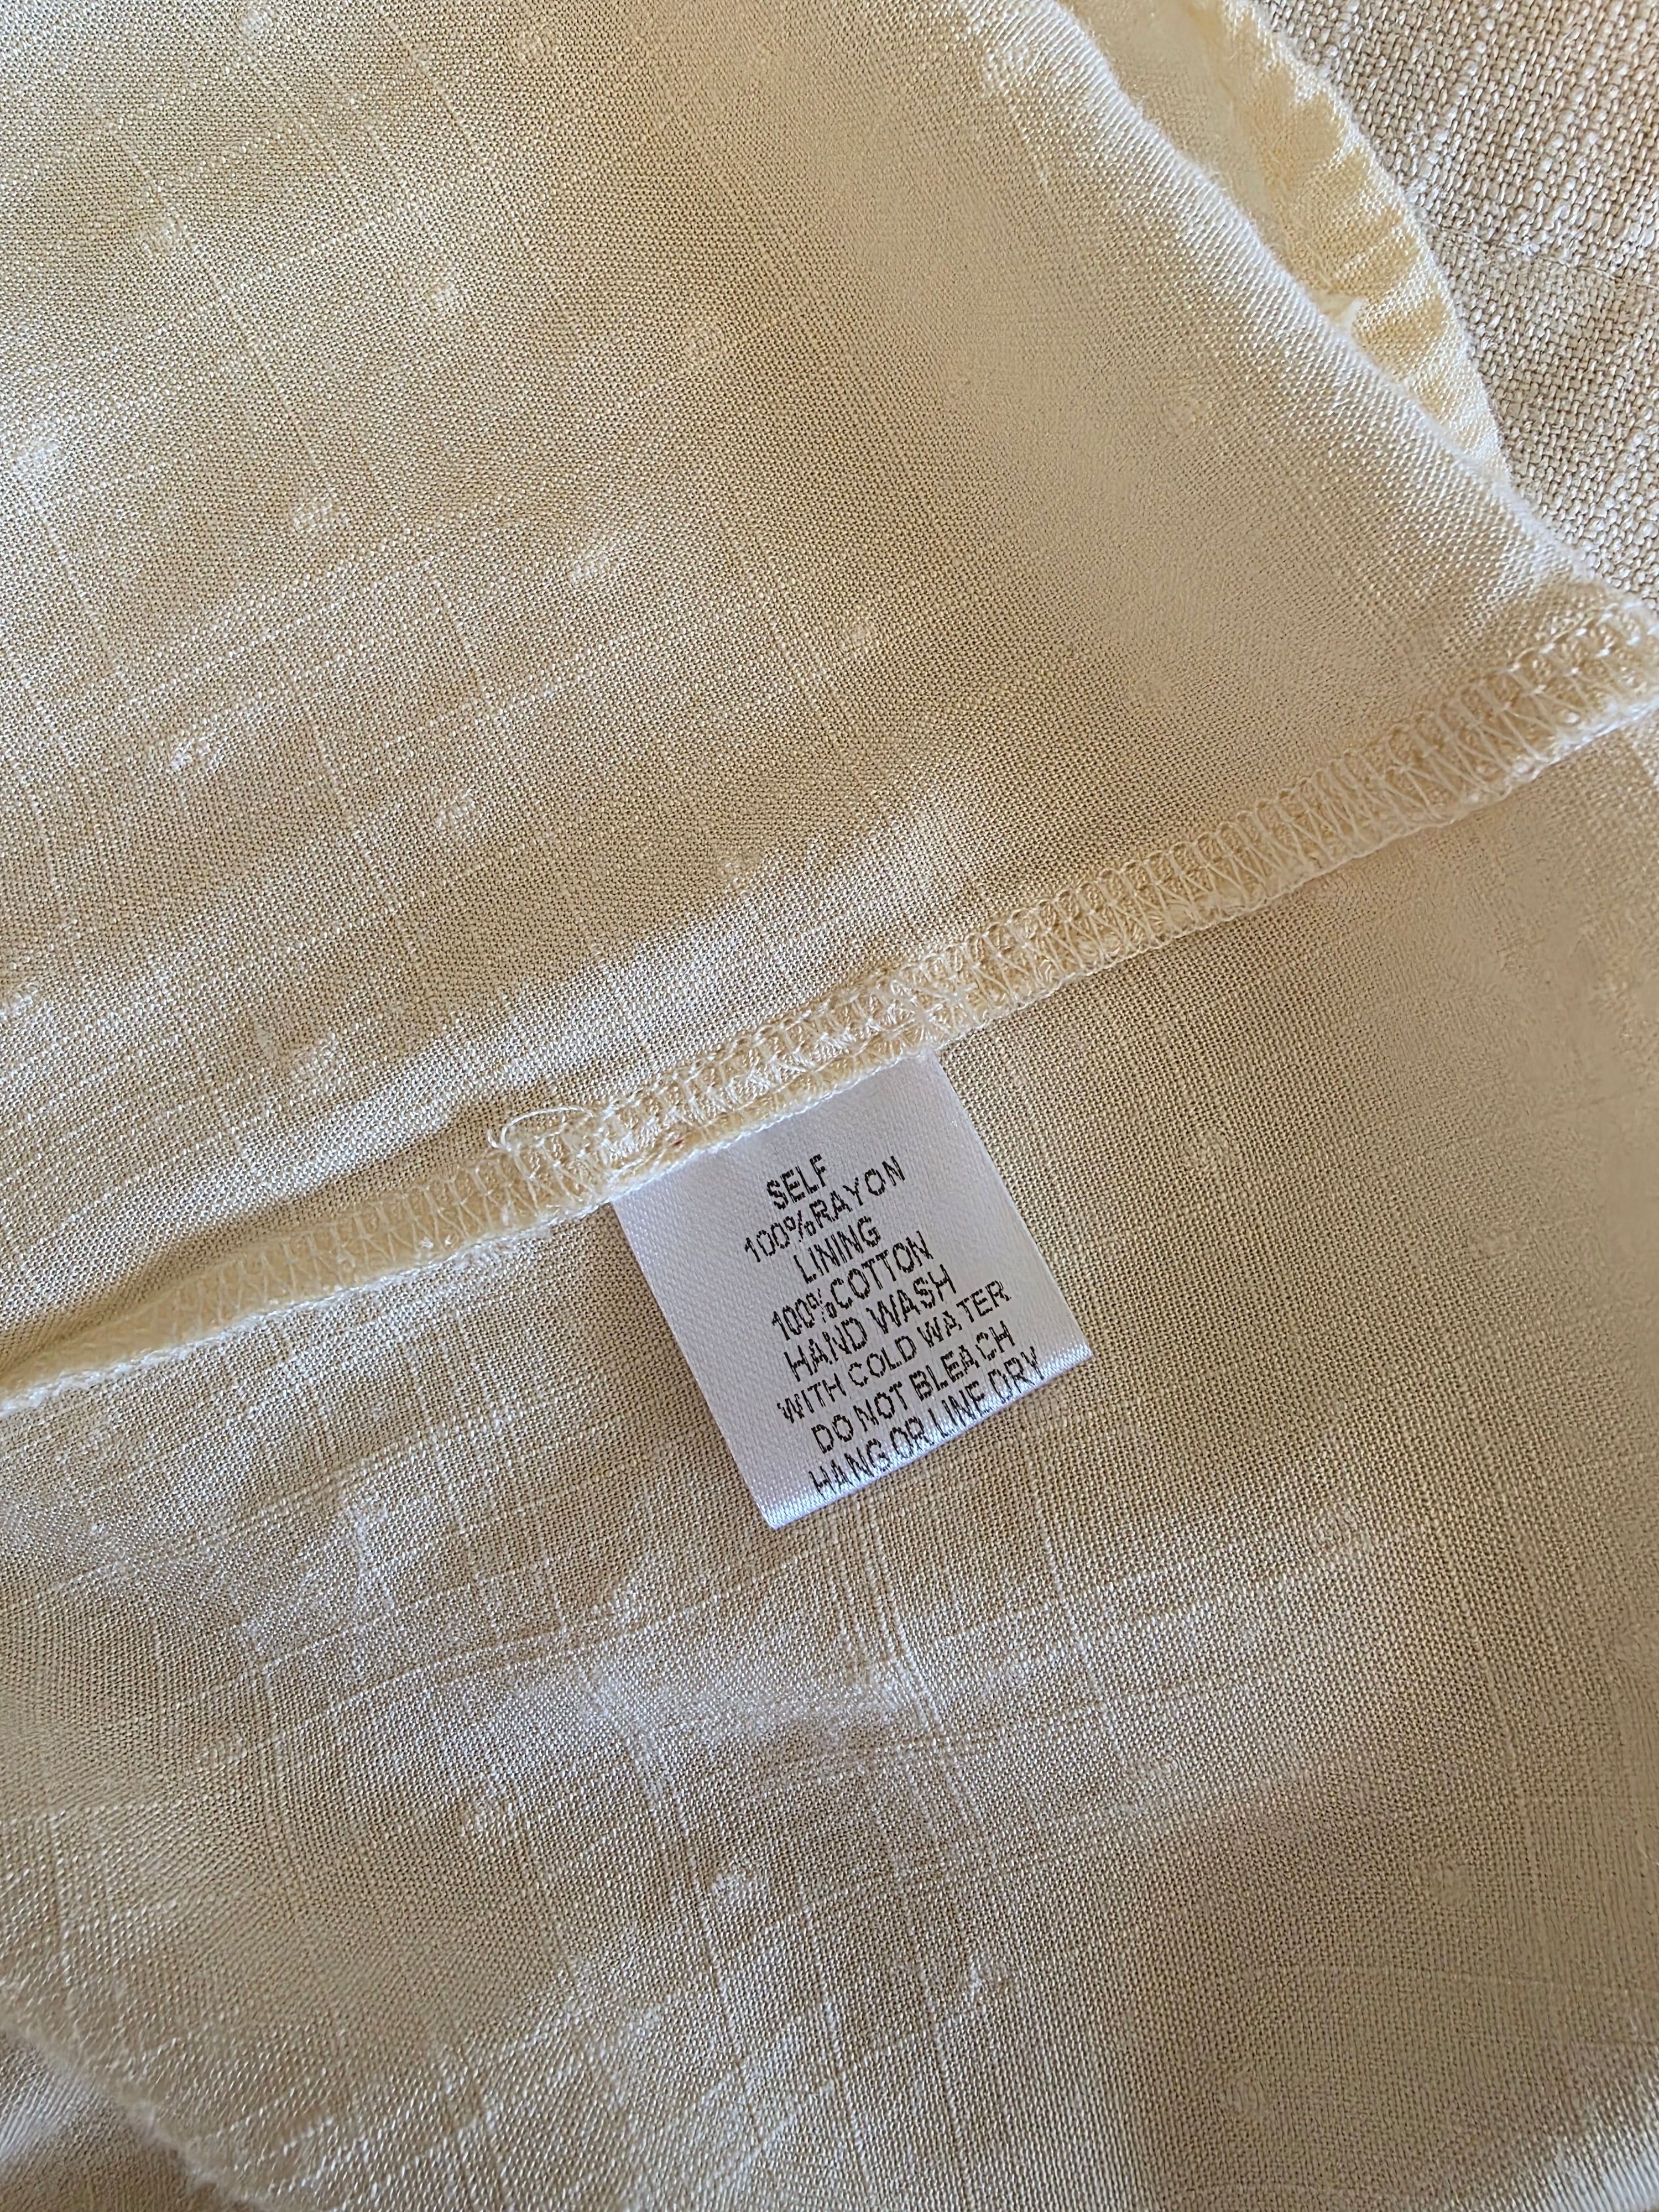 SELF
100%RAYON
LINING
100%COTTON
HAND WASH
WITH COLD WATER
DO NOT BLEACH
HANG OR LINE DRY